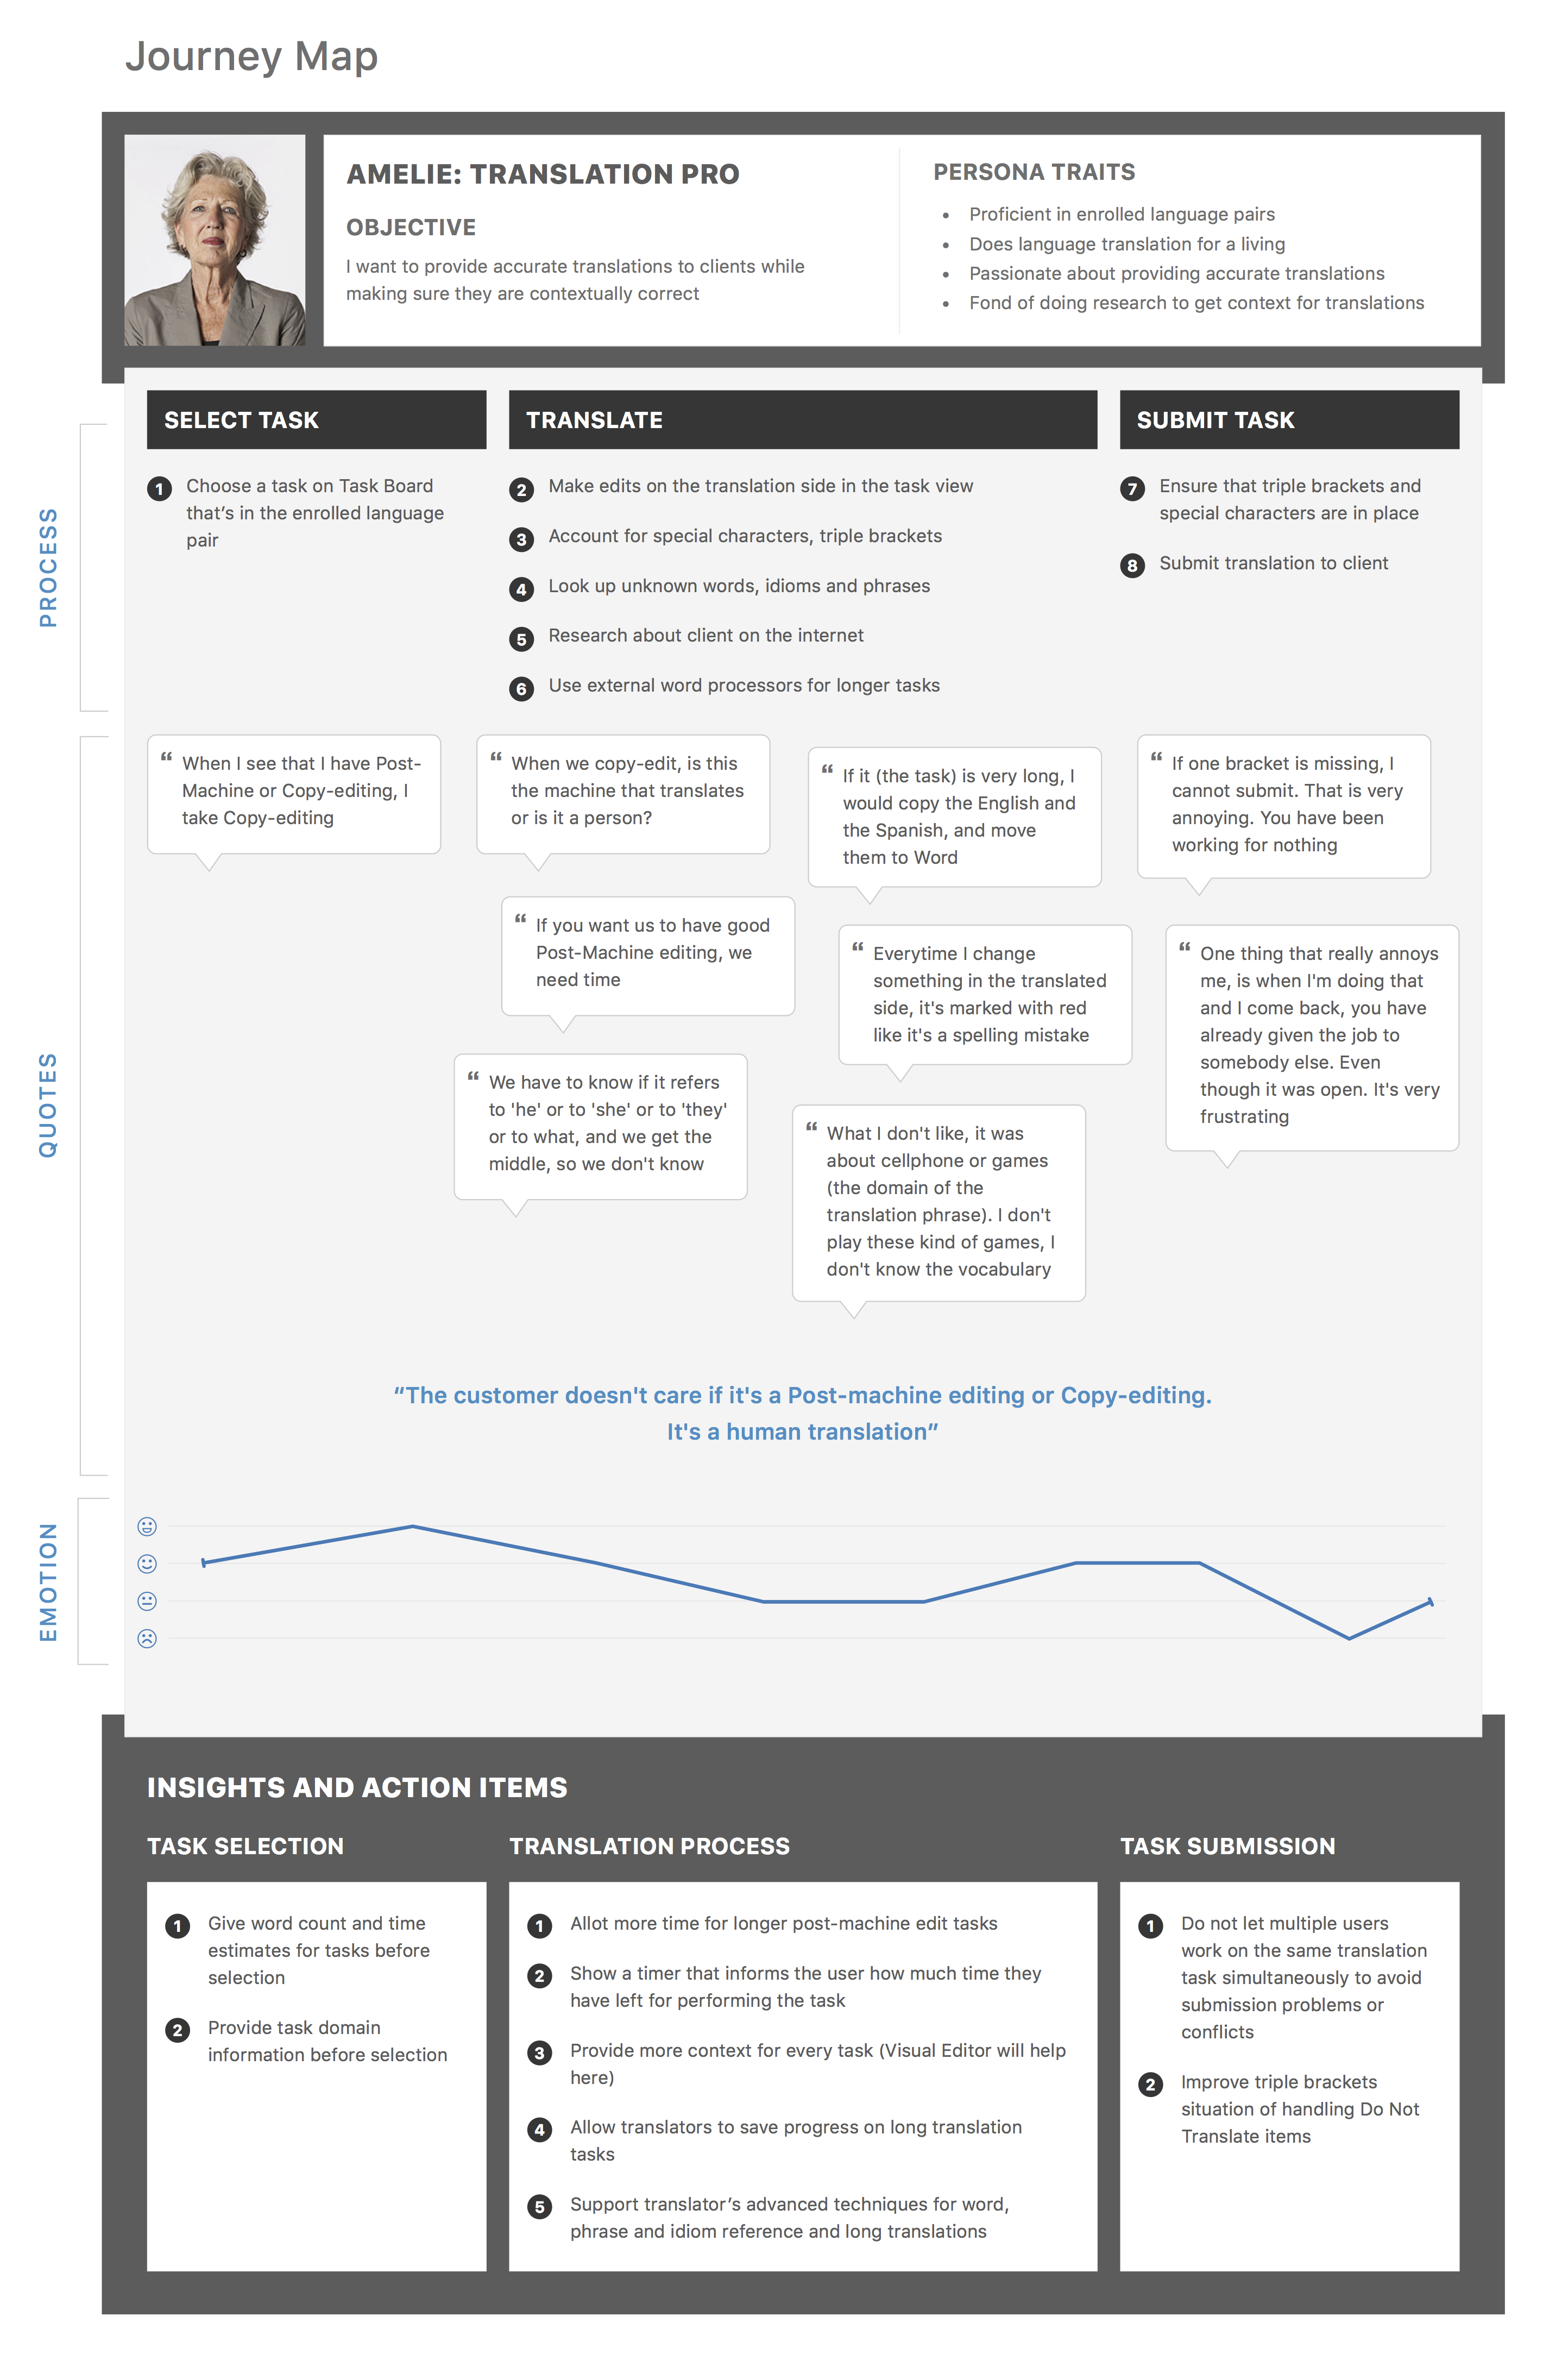 Journey Map
AMELIE: TRANSLATION PRO
OBJECTIVE
I want to provide accurate translations to clients while
making sure they are contextually correct
PERSONA TRAITS
• Proficient in enrolled language pairs
• Does language translation for a living
• Passionate about providing accurate translations
• Fond of doing research to get context for translations
PROCESS
SELECT TASK
1 Choose a task on Task Board
that’s in the enrolled language
pair
TRANSLATE
2 Make edits on the translation side in the task view
3 Account for special characters, triple brackets
4 Look up unknown words, idioms and phrases
5 Research about client on the internet
6 Use external word processors for longer tasks
SUBMIT TASK
7 Ensure that triple brackets and
special characters are in place
8 Submit translation to client
QUOTES
“ When I see that I have Post-
Machine or Copy-editing, I
take Copy-editing
“ When we copy-edit, is this
the machine that translates
or is it a person?
“ If you want us to have good
Post-Machine editing, we
need time
“ We have to know if it refers
to 'he' or to 'she' or to 'they'
or to what, and we get the
middle, so we don't know
“ If it (the task) is very long, I
would copy the English and
the Spanish, and move
them to Word
“ Everytime I change
something in the translated
side, it's marked with red
like it's a spelling mistake
“ What I don't like, it was
about cellphone or games
(the domain of the
translation phrase). I don't
play these kind of games, I
don't know the vocabulary
“ If one bracket is missing, I
cannot submit. That is very
annoying. You have been
working for nothing
“ One thing that really annoys
me, is when I'm doing that
and I come back, you have
already given the job to
somebody else. Even
though it was open. It's very
frustrating
“The customer doesn't care if it's a Post-machine editing or Copy-editing.
It's a human translation”
EMOTION
INSIGHTS AND ACTION ITEMS
TASK SELECTION
1 Give word count and time
estimates for tasks before
selection
2 Provide task domain
information before selection
TRANSLATION PROCESS
1 Allot more time for longer post-machine edit tasks
2 Show a timer that informs the user how much time they
have left for performing the task
3 Provide more context for every task (Visual Editor will help
here)
4 Allow translators to save progress on long translation
tasks
5 Support translator’s advanced techniques for word,
phrase and idiom reference and long translations
TASK SUBMISSION
1 Do not let multiple users
work on the same translation
task simultaneously to avoid
submission problems or
conflicts
2 Improve triple brackets
situation of handling Do Not
Translate items